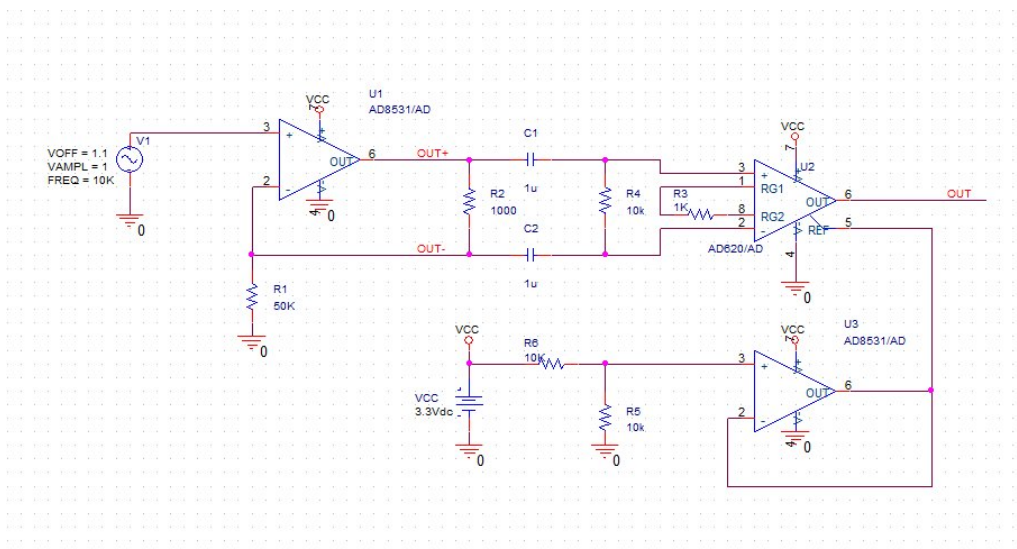 VCC
7
U1
AD8531/AD
3
+
V1
VOFF = 1.1
VAMPL = 1
FREQ = 10K
OUT
6
2
-
4
0
0
OUT+
C1
1u
R2
1000
R4
10k
C2
1u
OUT-
R1
50K
0
VCC
7
U2
3
+
1
RG1
R3
1K
8
RG2
2
-
OUT
6
5
REF
OUT
AD620/AD
4
0
VCC
R6
10K
VCC
3.3Vdc
0
R5
10k
0
VCC
7
U3
AD8531/AD
3
+
OUT
6
2
-
4
0